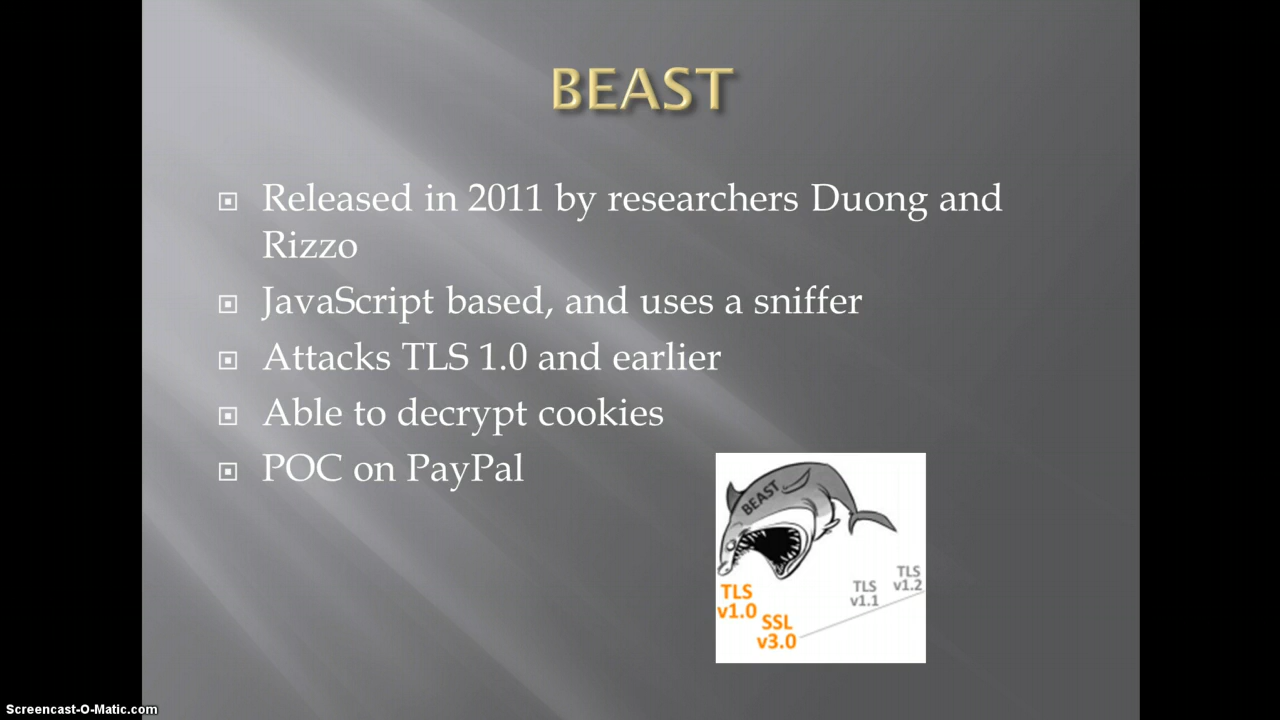 BEAST
Released in 2011 by researchers Duong and
Rizzo
JavaScript based, and uses a sniffer
Attacks TLS 1.0 and earlier
Able to decrypt cookies
POC on PayPal
BEAST
TLS
v1.0
SSL
v3.0
TLS
v1.1
TLS
v1.2
Screencast-O-Matic.com